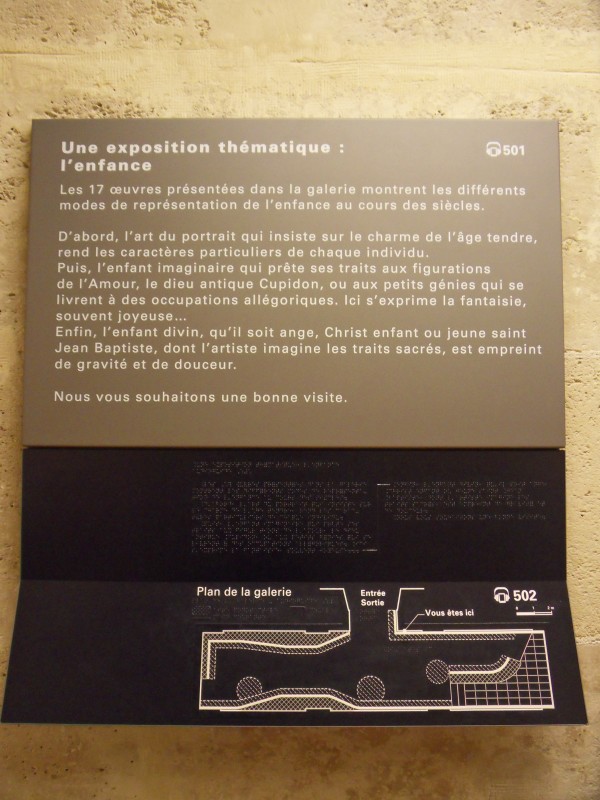 Une exposition thématique :
l'enfance
501
Les 17 œuvres présentées dans la galerie montrent les différents
modes de représentation de l'enfance au cours des siècles.
D'abord, l'art du portrait qui insiste sur le charme de l'âge tendre,
rend les caractères particuliers de chaque individu.
Puis, l'enfant imaginaire qui prête ses traits aux figurations
de l'Amour, le dieu antique Cupidon, ou aux petits génies qui se
livrent à des occupations allégoriques. Ici s'exprime la fantaisie,
souvent joyeuse...
Enfin, l'enfant divin, qu'il soit ange, Christ enfant ou jeune saint
Jean Baptiste, dont l'artiste imagine les traits sacrés, est empreint
de gravité et de douceur.
Nous vous souhaitons une bonne visite.
Plan de la galerie
Entrée
Sortie
502
Vous êtes ici